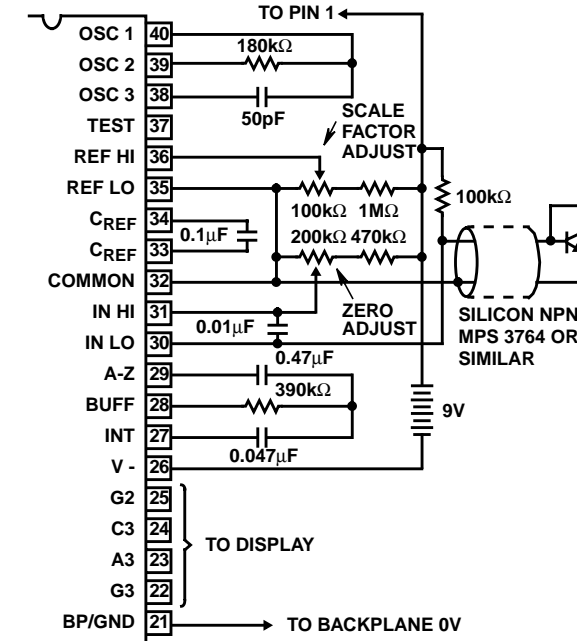 TO PIN 1
OSC 1 40
180kΩ
OSC 2 39
OSC 3 38
50pF
TEST 37
SCALE
FACTOR
ADJUST
REF HI 36
REF LO 35
100kΩ 1MΩ
100kΩ
CREF 34
0.1µF
200kΩ 470kΩ
CREF 33
COMMON 32
IN HI 31
0.01µF
ZERO
ADJUST
SILICON NPN
MPS 3764 OR
SIMILAR
IN LO 30
0.47µF
A-Z 29
390kΩ
BUFF 28
9V
INT 27
0.047µF
V - 26
G2 25
C3 24
TO DISPLAY
A3 23
G3 22
BP/GND 21
TO BACKPLANE 0V